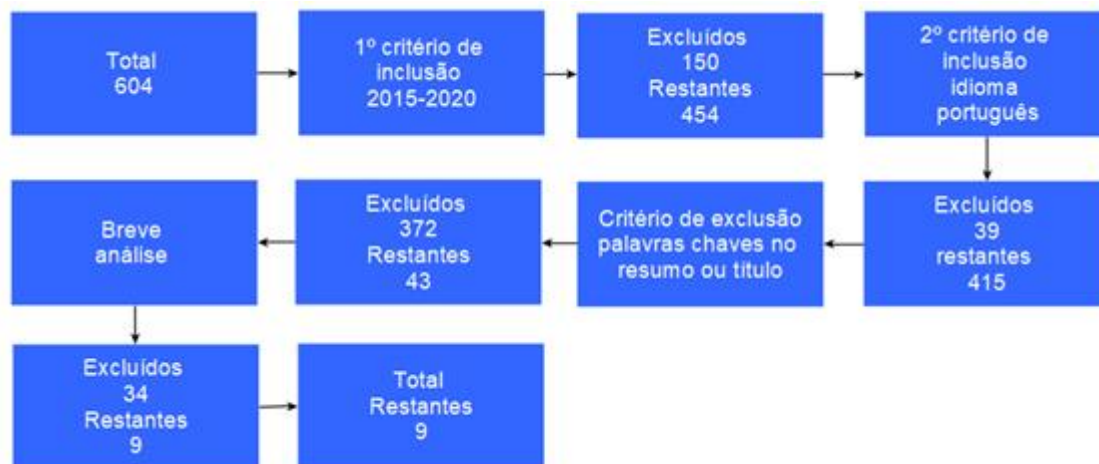 Total
604
1º critério de
inclusão
2015-2020
Excluídos
150
Restantes
454
2º critério de
inclusão
idioma
português
Excluídos
39
restantes
415
Critério de exclusão
palavras chaves no
resumo ou título
Excluídos
372
Restantes
43
Breve
análise
Excluídos
34
Restantes
9
Total
Restantes
9